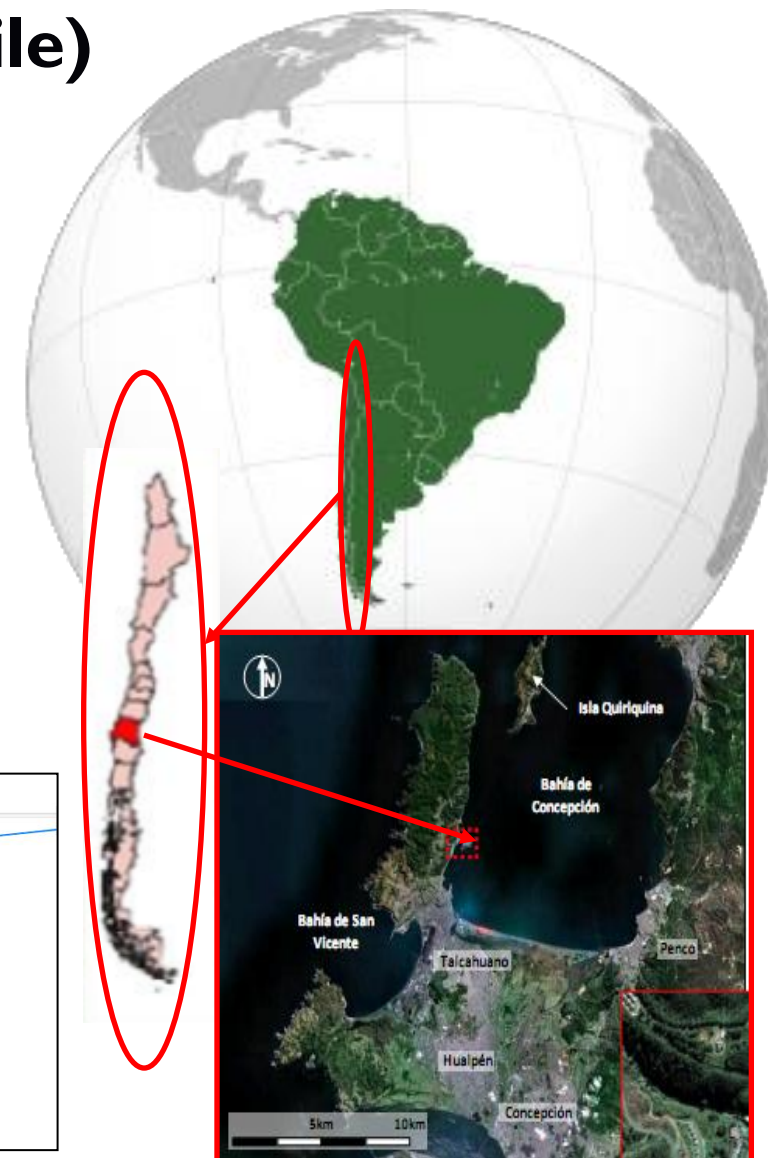 ile)
N
Isla Quiriquina
Bahía de
Concepción
Bahía de San
Vicente
Talcahuano
Penco
Hualpén
Concepción
5km 10km